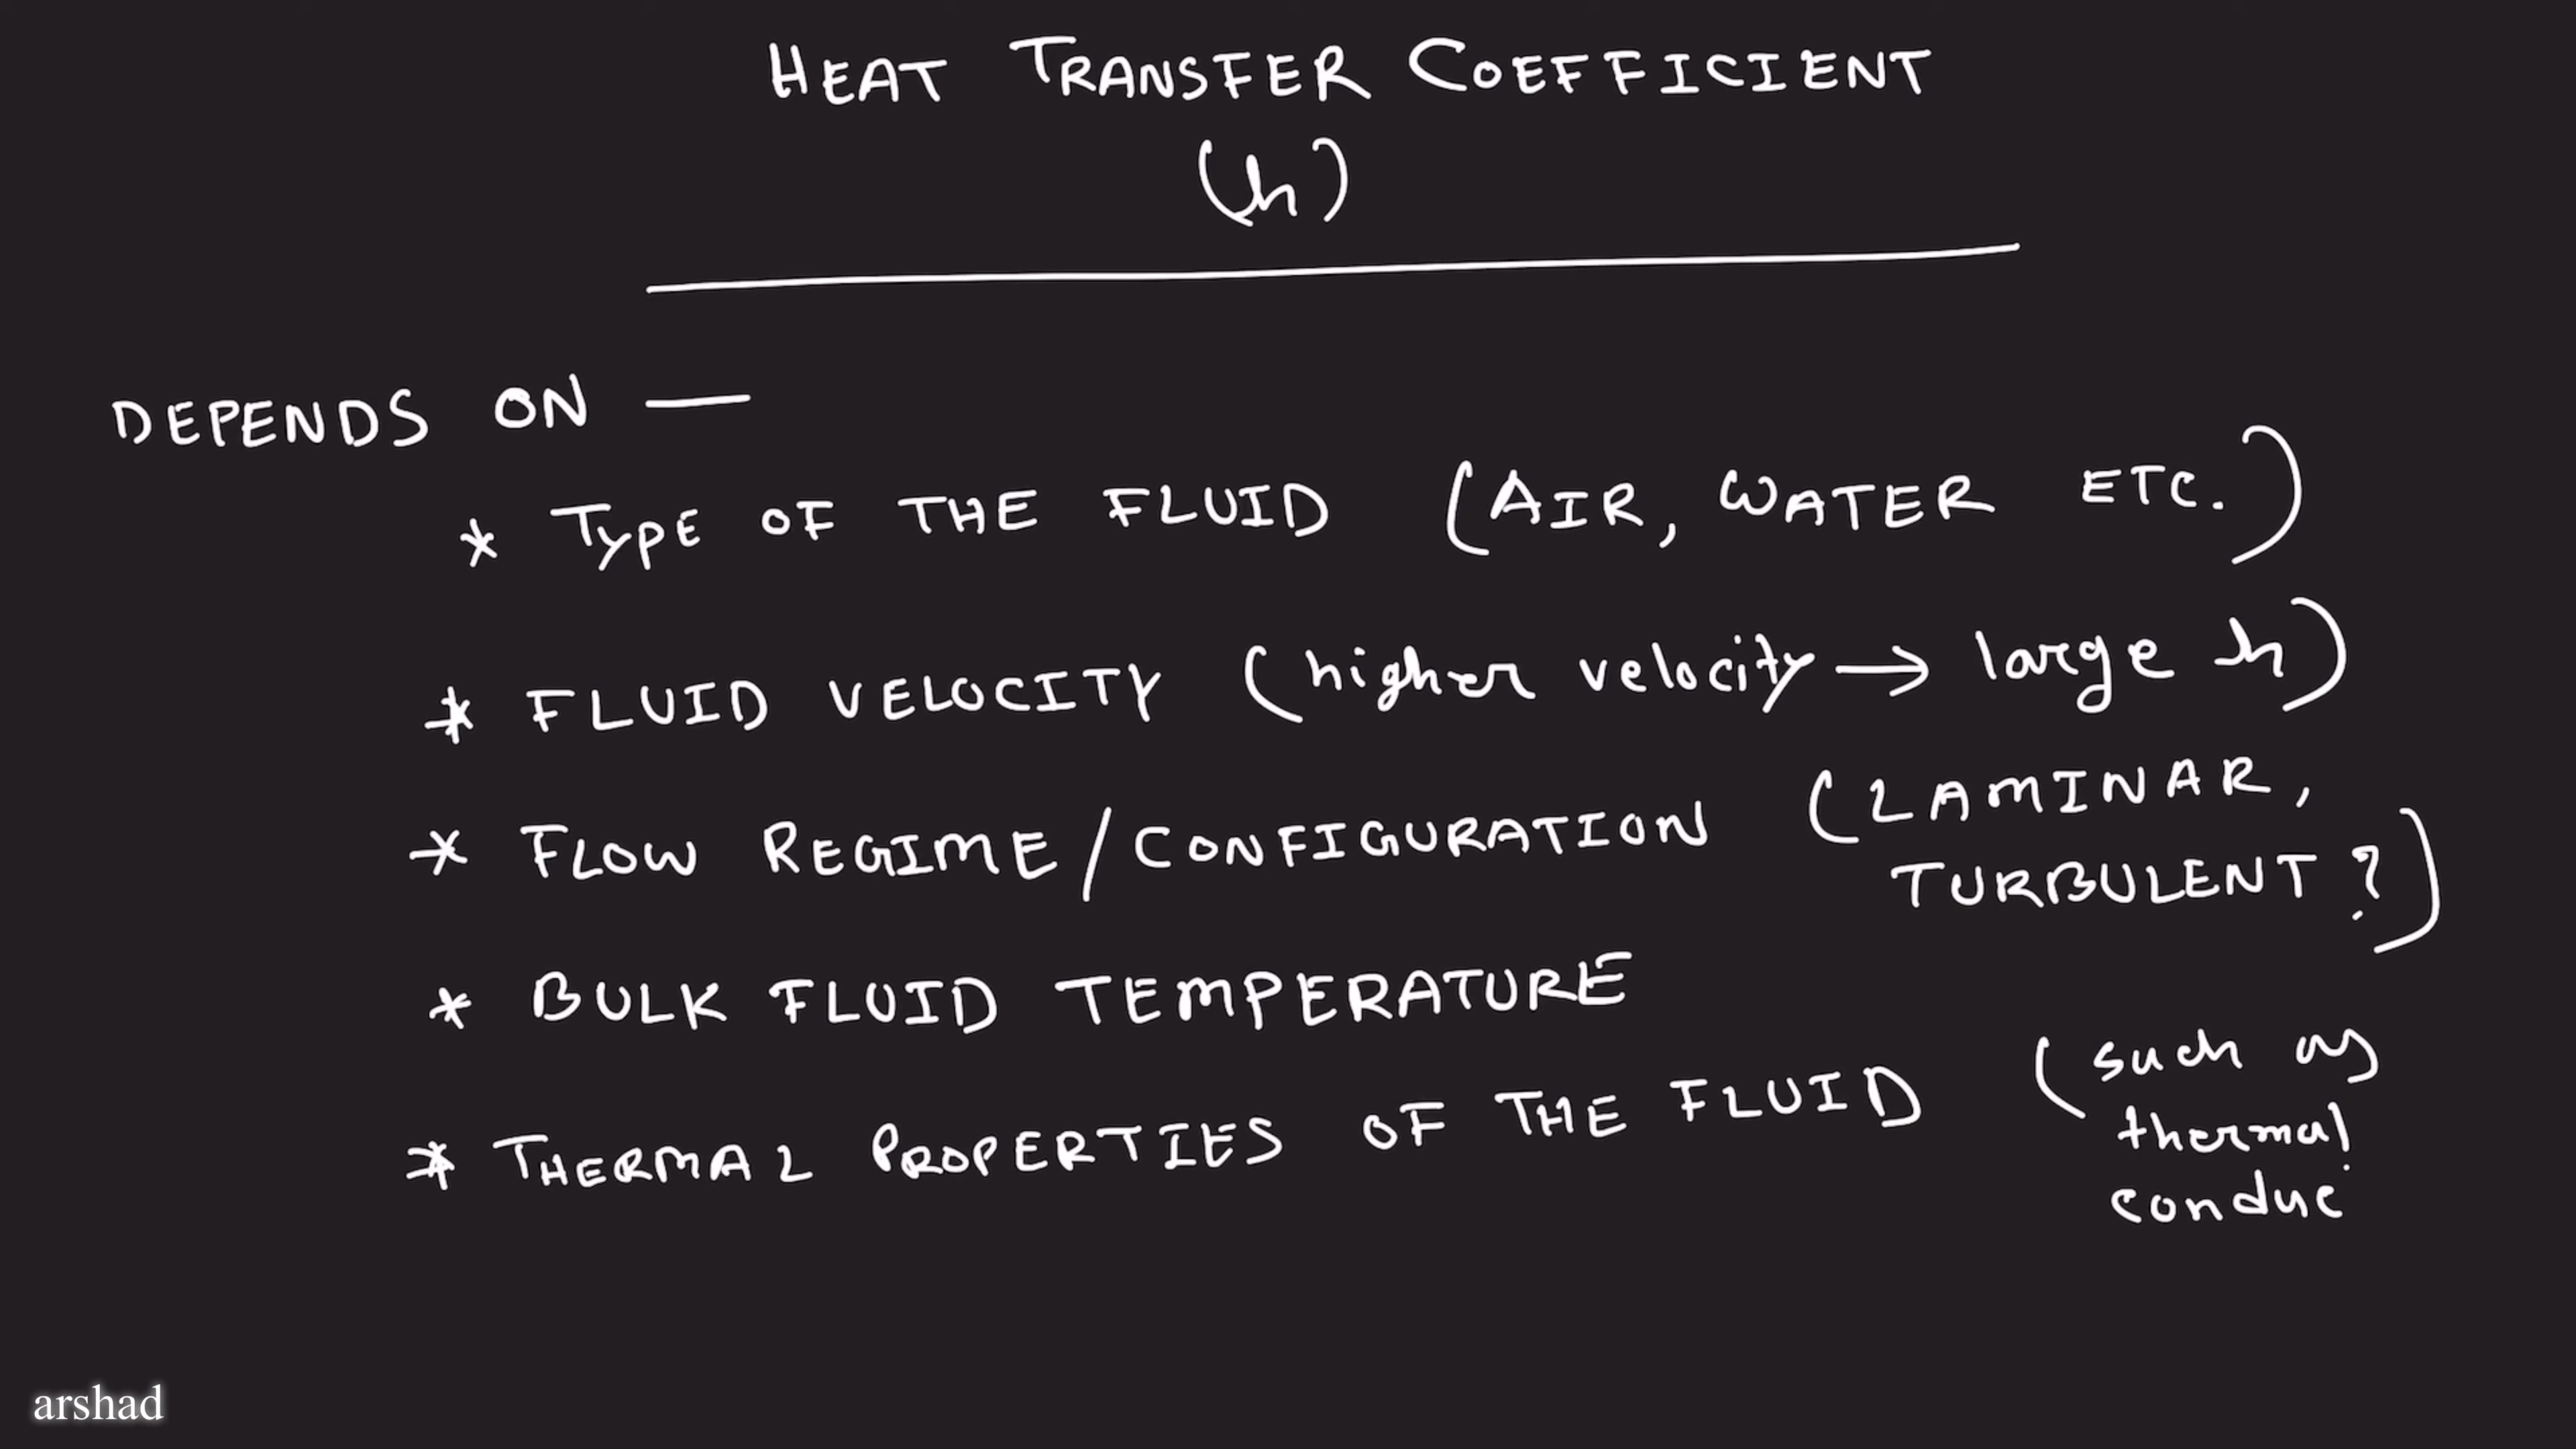 HEAT TRANSFER COEFFICIENT
(h)
DEPENDS ON —
* TYPE OF THE FLUID (AIR, WATER ETC.)
* FLUID VELOCITY (higher velocity → large h)
* FLOW REGIME/CONFIGURATION (LAMINAR,
TURBULENT?)
* BULK FLUID TEMPERATURE
* THERMAL PROPERTIES OF THE FLUID (such as
thermal
conduc
arshad